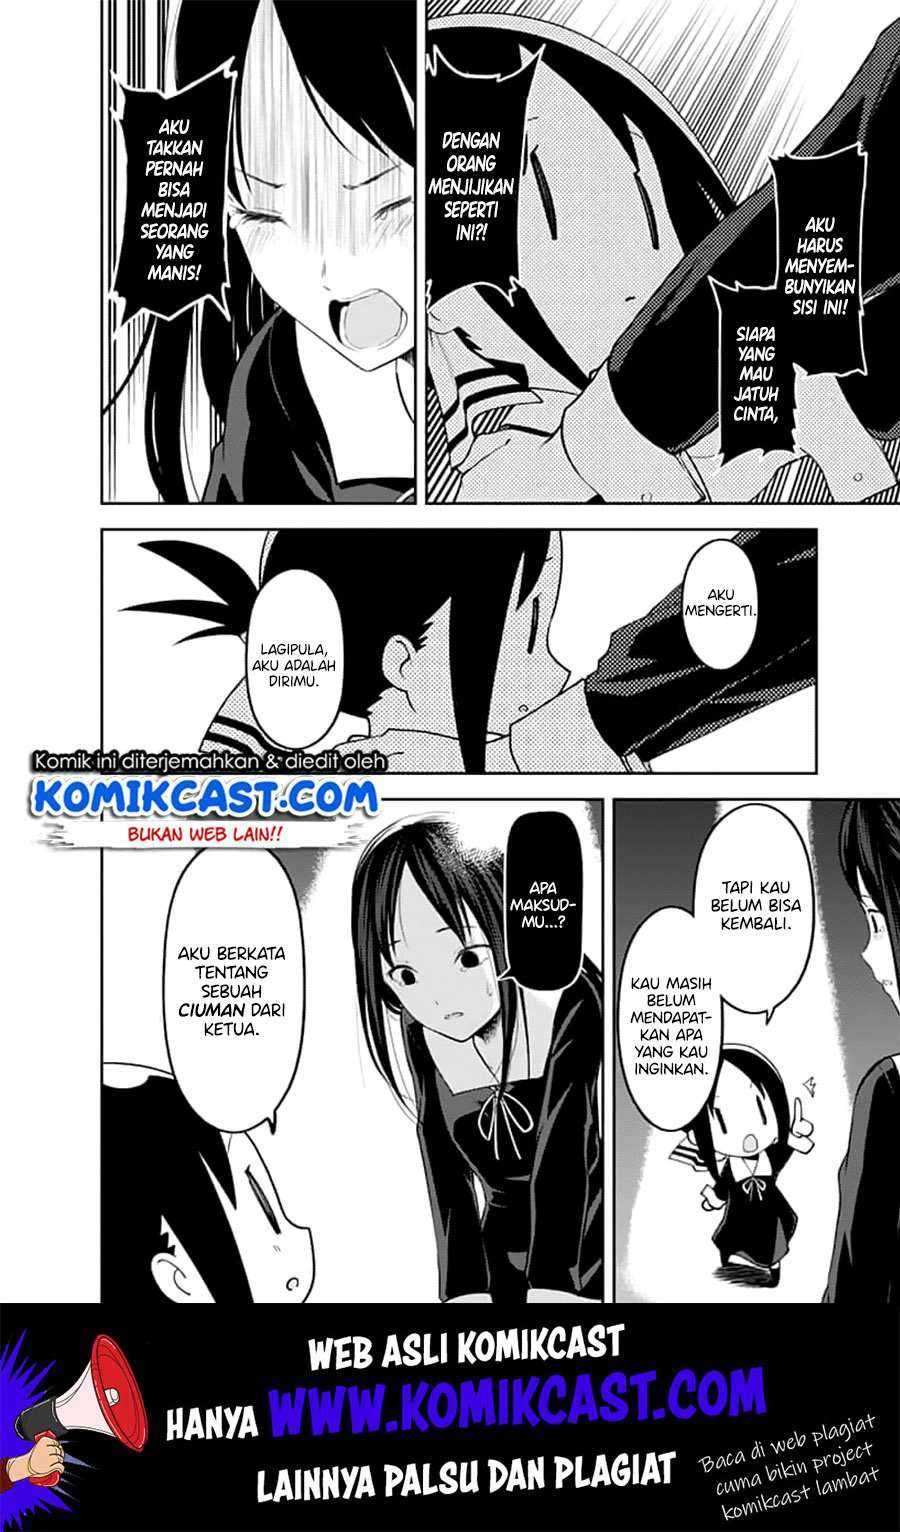 AKU
HARUS
MENYEM-
BUNYIKAN
SISI INI!
SIAPA
YANG
MAU
JATUH
CINTA,
DENGAN
ORANG
MENJIJIKAN
SEPERTI
INI?!
AKU
TAKKAN
PERNAH
BISA
MENJADI
SEORANG
YANG
MANIS!
AKU
MENGERTI.
LAGIPULA,
AKU ADALAH
DIRIMU.
Komik ini diterjemahkan & diedit oleh
KOMIKCAST.COM
BUKAN WEB LAIN!!
TAPI KAU
BELUM BISA
KEMBALI.
KAU MASIH
BELUM
MENDAPAT-
KAN APA
YANG KAU
INGINKAN.
APA
MAKSUD-
MU...?
AKU BERKATA
TENTANG
SEBUAH
CIUMAN DARI
KETUA.
WEB ASLI KOMIKCAST
HANYA WWW.KOMIKCAST.COM
LAINNYA PALSU DAN PLAGIAT
Baca di web plagiat
cuma bikin project
komikcast lambat